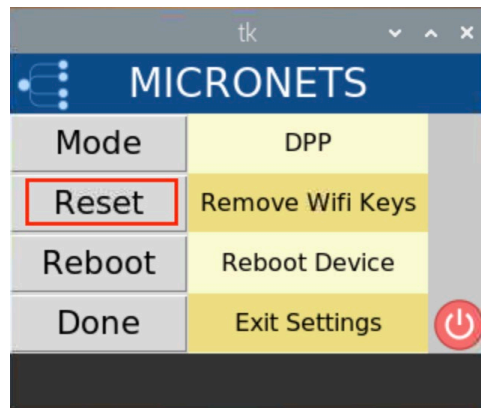 tk
MICRONETS
Mode DPP
Reset Remove Wifi Keys
Reboot Reboot Device
Done Exit Settings